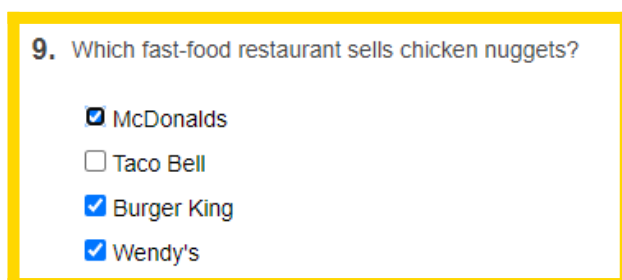 9. Which fast-food restaurant sells chicken nuggets?
McDonalds
Taco Bell
Burger King
Wendy's